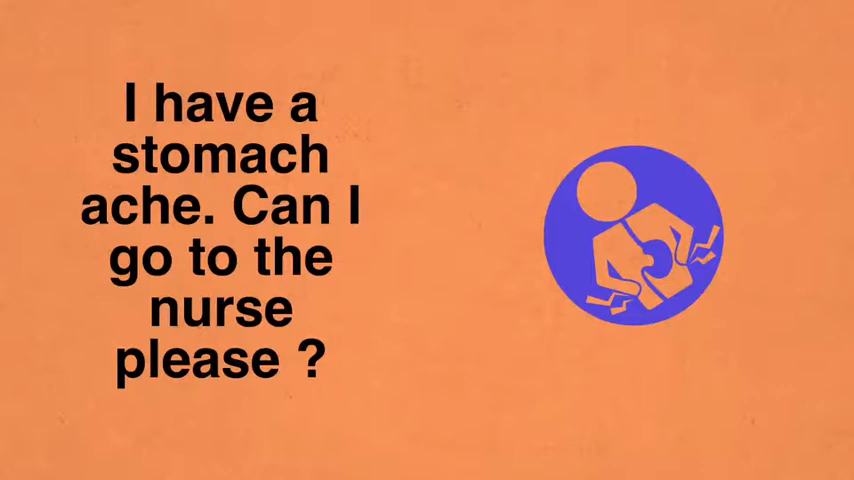 I have a
stomach
ache. Can I
go to the
nurse
please ?